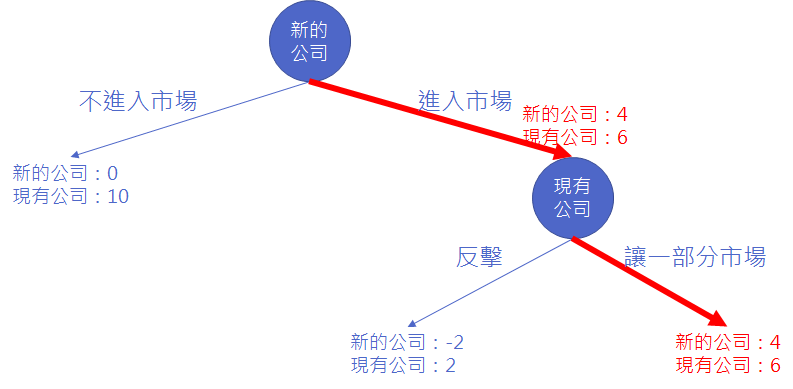 新的
公司
不進入市場
進入市場
新的公司：4
現有公司：6
新的公司：0
現有公司：10
現有
公司
反擊
讓一部分市場
新的公司：-2
現有公司：2
新的公司：4
現有公司：6